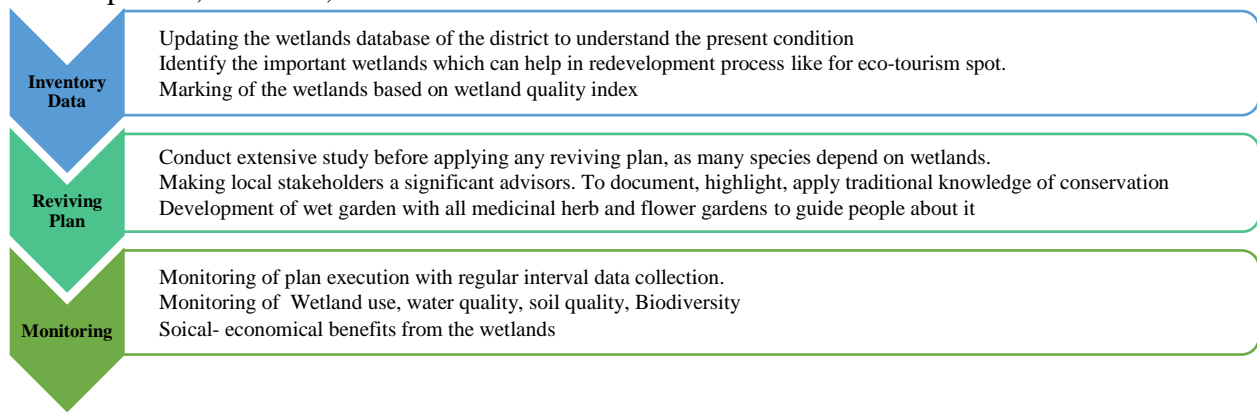 Updating the wetlands database of the district to understand the present condition
Identify the important wetlands which can help in redevelopment process like for eco-tourism spot.
Marking of the wetlands based on wetland quality index
Inventory
Data
Conduct extensive study before applying any reviving plan, as many species depend on wetlands.
Making local stakeholders a significant advisors. To document, highlight, apply traditional knowledge of conservation
Development of wet garden with all medicinal herb and flower gardens to guide people about it
Reviving
Plan
Monitoring of plan execution with regular interval data collection.
Monitoring of  Wetland use, water quality, soil quality, Biodiversity
Soical- economical benefits from the wetlands
Monitoring